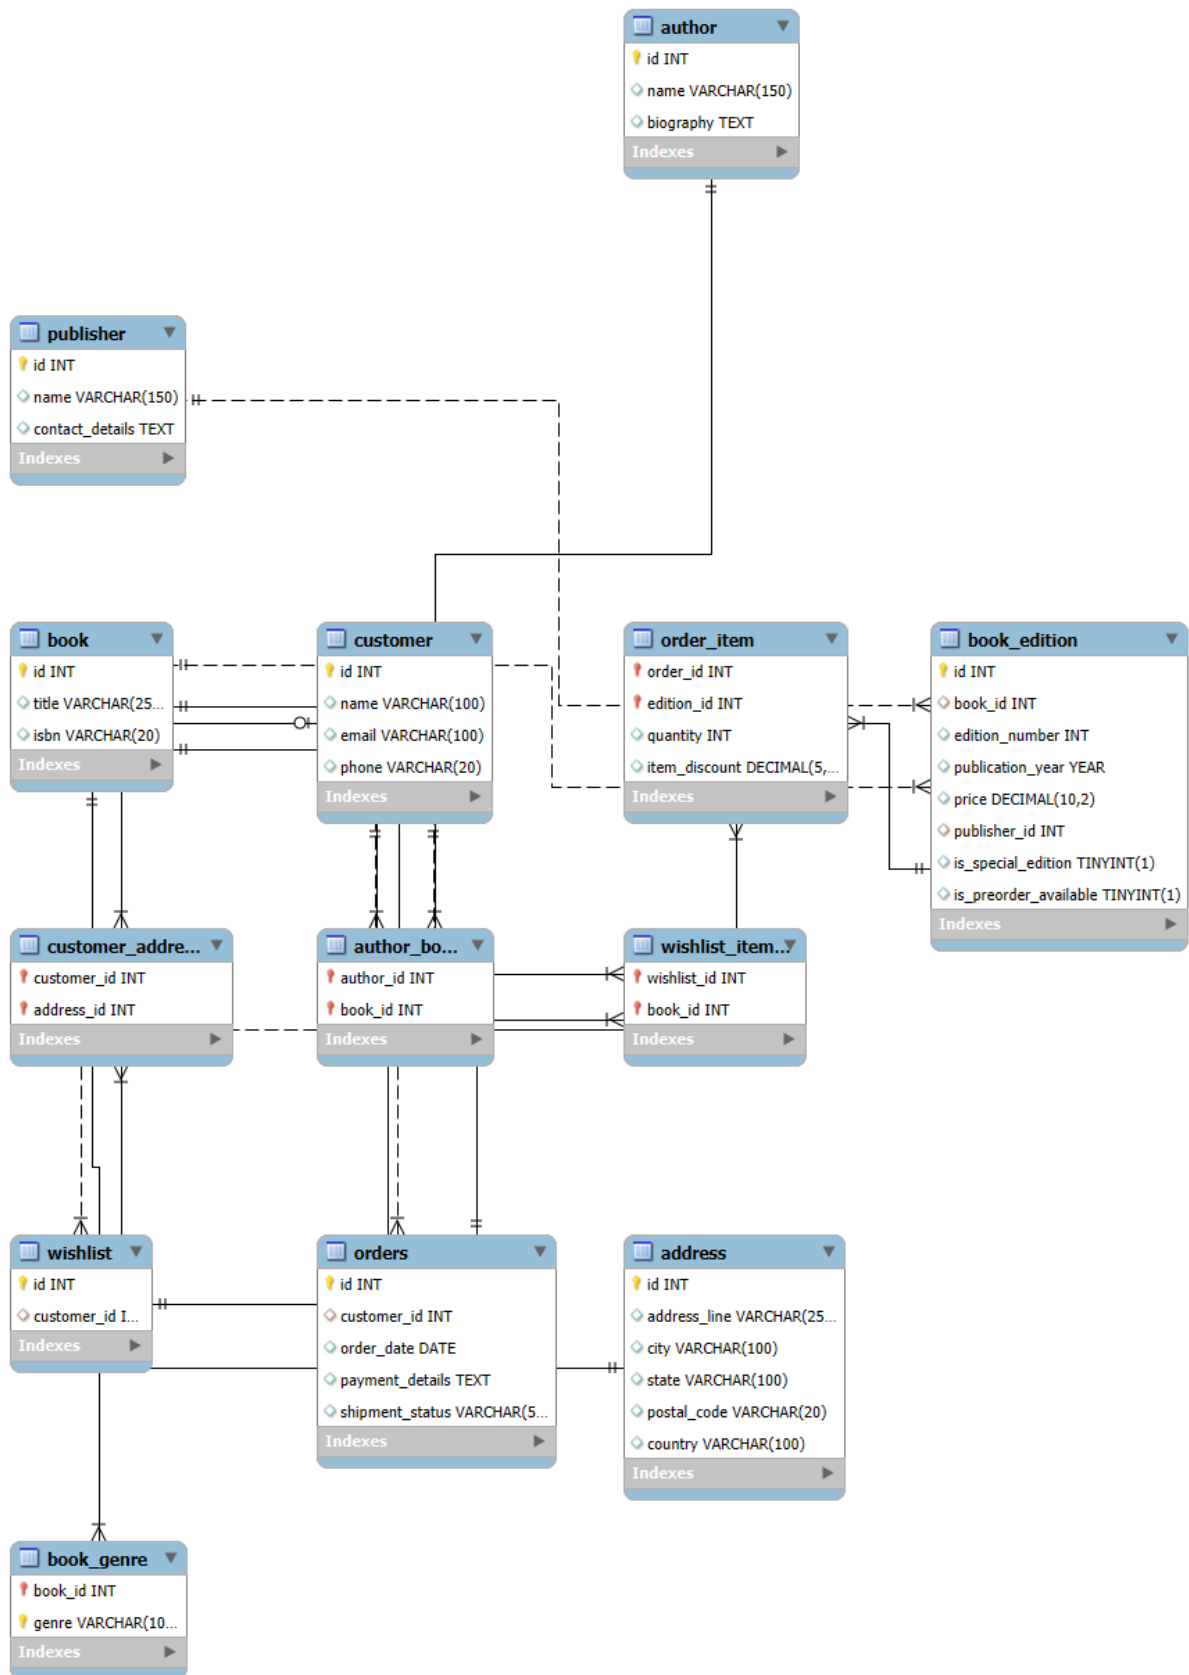 author
id INT
name VARCHAR(150)
biography TEXT
Indexes
publisher
id INT
name VARCHAR(150)
contact_details TEXT
Indexes
book
id INT
title VARCHAR(25...
isbn VARCHAR(20)
Indexes
customer
id INT
name VARCHAR(100)
email VARCHAR(100)
phone VARCHAR(20)
Indexes
order_item
order_id INT
edition_id INT
quantity INT
item_discount DECIMAL(5,...
Indexes
book_edition
id INT
book_id INT
edition_number INT
publication_year YEAR
price DECIMAL(10,2)
publisher_id INT
is_special_edition TINYINT(1)
is_preorder_available TINYINT(1)
Indexes
customer_addre...
customer_id INT
address_id INT
Indexes
author_bo...
author_id INT
book_id INT
Indexes
wishlist_item...
wishlist_id INT
book_id INT
Indexes
wishlist
id INT
customer_id I...
Indexes
orders
id INT
customer_id INT
order_date DATE
payment_details TEXT
shipment_status VARCHAR(5...
Indexes
address
id INT
address_line VARCHAR(25...
city VARCHAR(100)
state VARCHAR(100)
postal_code VARCHAR(20)
country VARCHAR(100)
Indexes
book_genre
book_id INT
genre VARCHAR(10...
Indexes